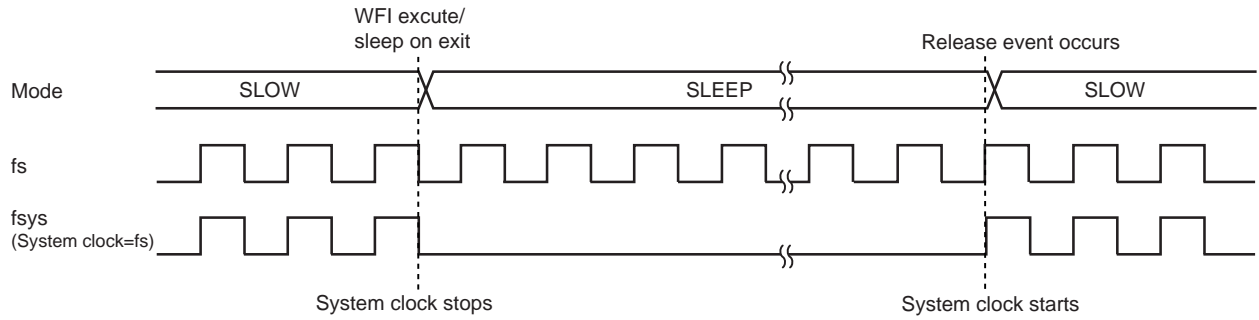 WFI excute/
sleep on exit
Release event occurs
Mode
SLOW
SLEEP
SLOW
fs
fsys
(System clock=fs)
System clock stops
System clock starts